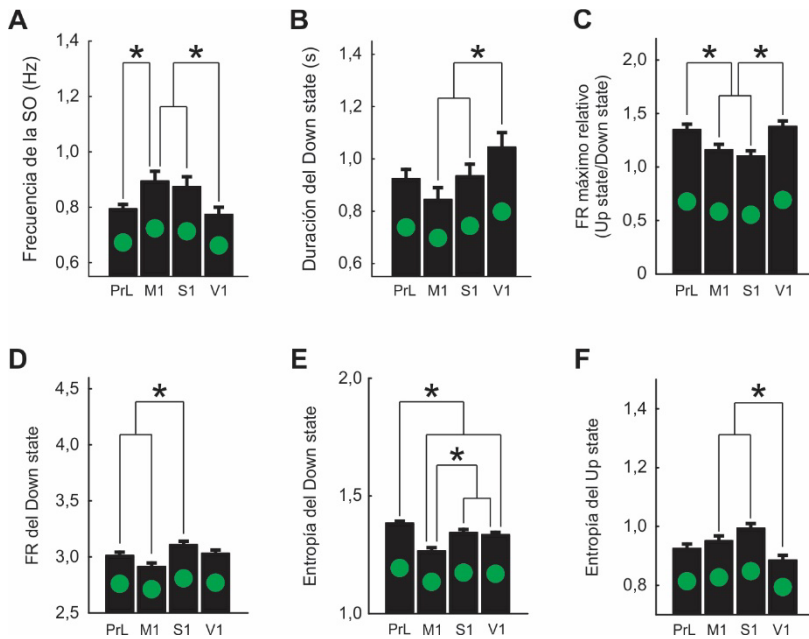 A
Frecuencia de la SO (Hz)
1,4
1,2
1,0
0,8
0,6
*
*
PrL M1 S1 V1
B
Duración del Down state (s)
1,4
1,2
1,0
0,8
0,6
*
PrL M1 S1 V1
C
FR máximo relativo
(Up state/Down state)
2,0
1,5
1,0
0,5
0
*
*
PrL M1 S1 V1
D
FR del Down state
4,5
4,0
3,5
3,0
2,5
*
PrL M1 S1 V1
E
Entropía del Down state
2,0
1,5
1,0
*
*
PrL M1 S1 V1
F
Entropía del Up state
1,4
1,2
1,0
0,8
*
PrL M1 S1 V1